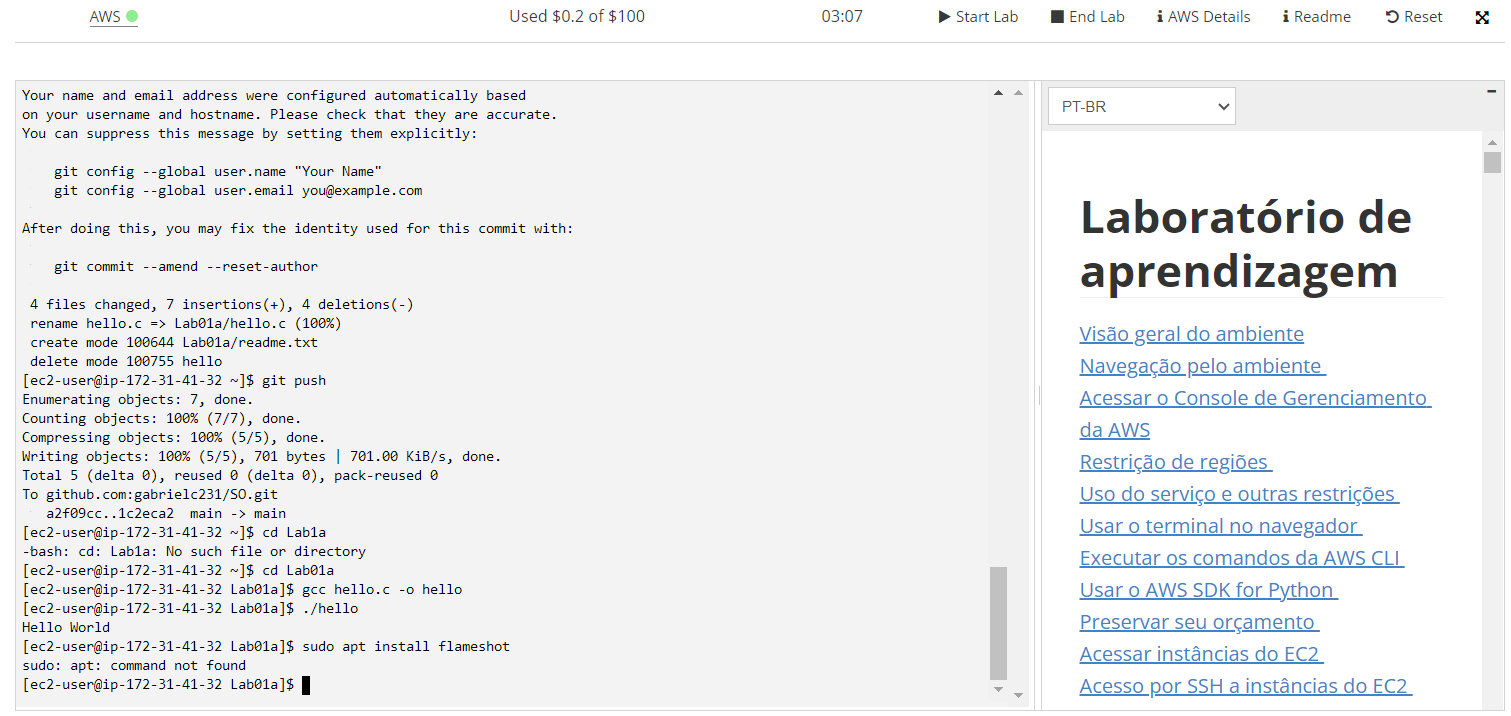 AWS Used $0.2 of $100 03:07 Start Lab End Lab AWS Details Readme Reset
Your name and email address were configured automatically based
on your username and hostname. Please check that they are accurate.
You can suppress this message by setting them explicitly:
git config --global user.name "Your Name"
git config --global user.email you@example.com
After doing this, you may fix the identity used for this commit with:
git commit --amend --reset-author
4 files changed, 7 insertions(+), 4 deletions(-)
rename hello.c => Lab01a/hello.c (100%)
create mode 100644 Lab01a/readme.txt
delete mode 100755 hello
[ec2-user@ip-172-31-41-32 ~]$ git push
Enumerating objects: 7, done.
Counting objects: 100% (7/7), done.
Compressing objects: 100% (5/5), done.
Writing objects: 100% (5/5), 701 bytes | 701.00 KiB/s, done.
Total 5 (delta 0), reused 0 (delta 0), pack-reused 0
To github.com:gabrielc231/SO.git
a2f09cc..1c2eca2 main -> main
[ec2-user@ip-172-31-41-32 ~]$ cd Lab1a
-bash: cd: Lab1a: No such file or directory
[ec2-user@ip-172-31-41-32 ~]$ cd Lab01a
[ec2-user@ip-172-31-41-32 Lab01a]$ gcc hello.c -o hello
[ec2-user@ip-172-31-41-32 Lab01a]$ ./hello
Hello World
[ec2-user@ip-172-31-41-32 Lab01a]$ sudo apt install flameshot
sudo: apt: command not found
[ec2-user@ip-172-31-41-32 Lab01a]$
PT-BR
Laboratório de
aprendizagem
Visão geral do ambiente
Navegação pelo ambiente
Acessar o Console de Gerenciamento
da AWS
Restrição de regiões
Uso do serviço e outras restrições
Usar o terminal no navegador
Executar os comandos da AWS CLI
Usar o AWS SDK for Python
Preservar seu orçamento
Acessar instâncias do EC2
Acesso por SSH a instâncias do EC2